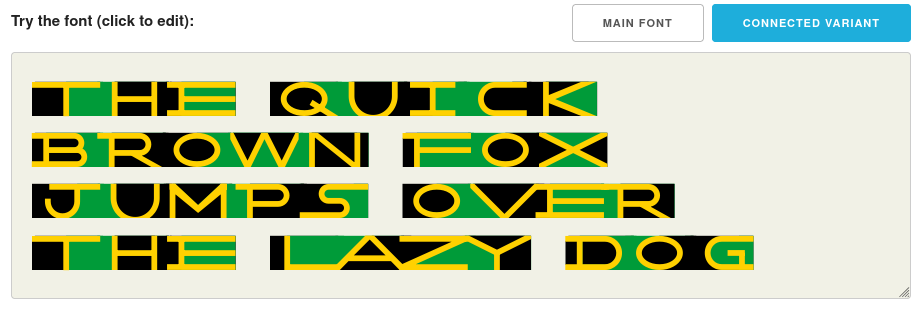 Try the font (click to edit):
MAIN FONT
CONNECTED VARIANT
THE QUICK
BROWN FOX
JUMPS OVER
THE LAZY DOG